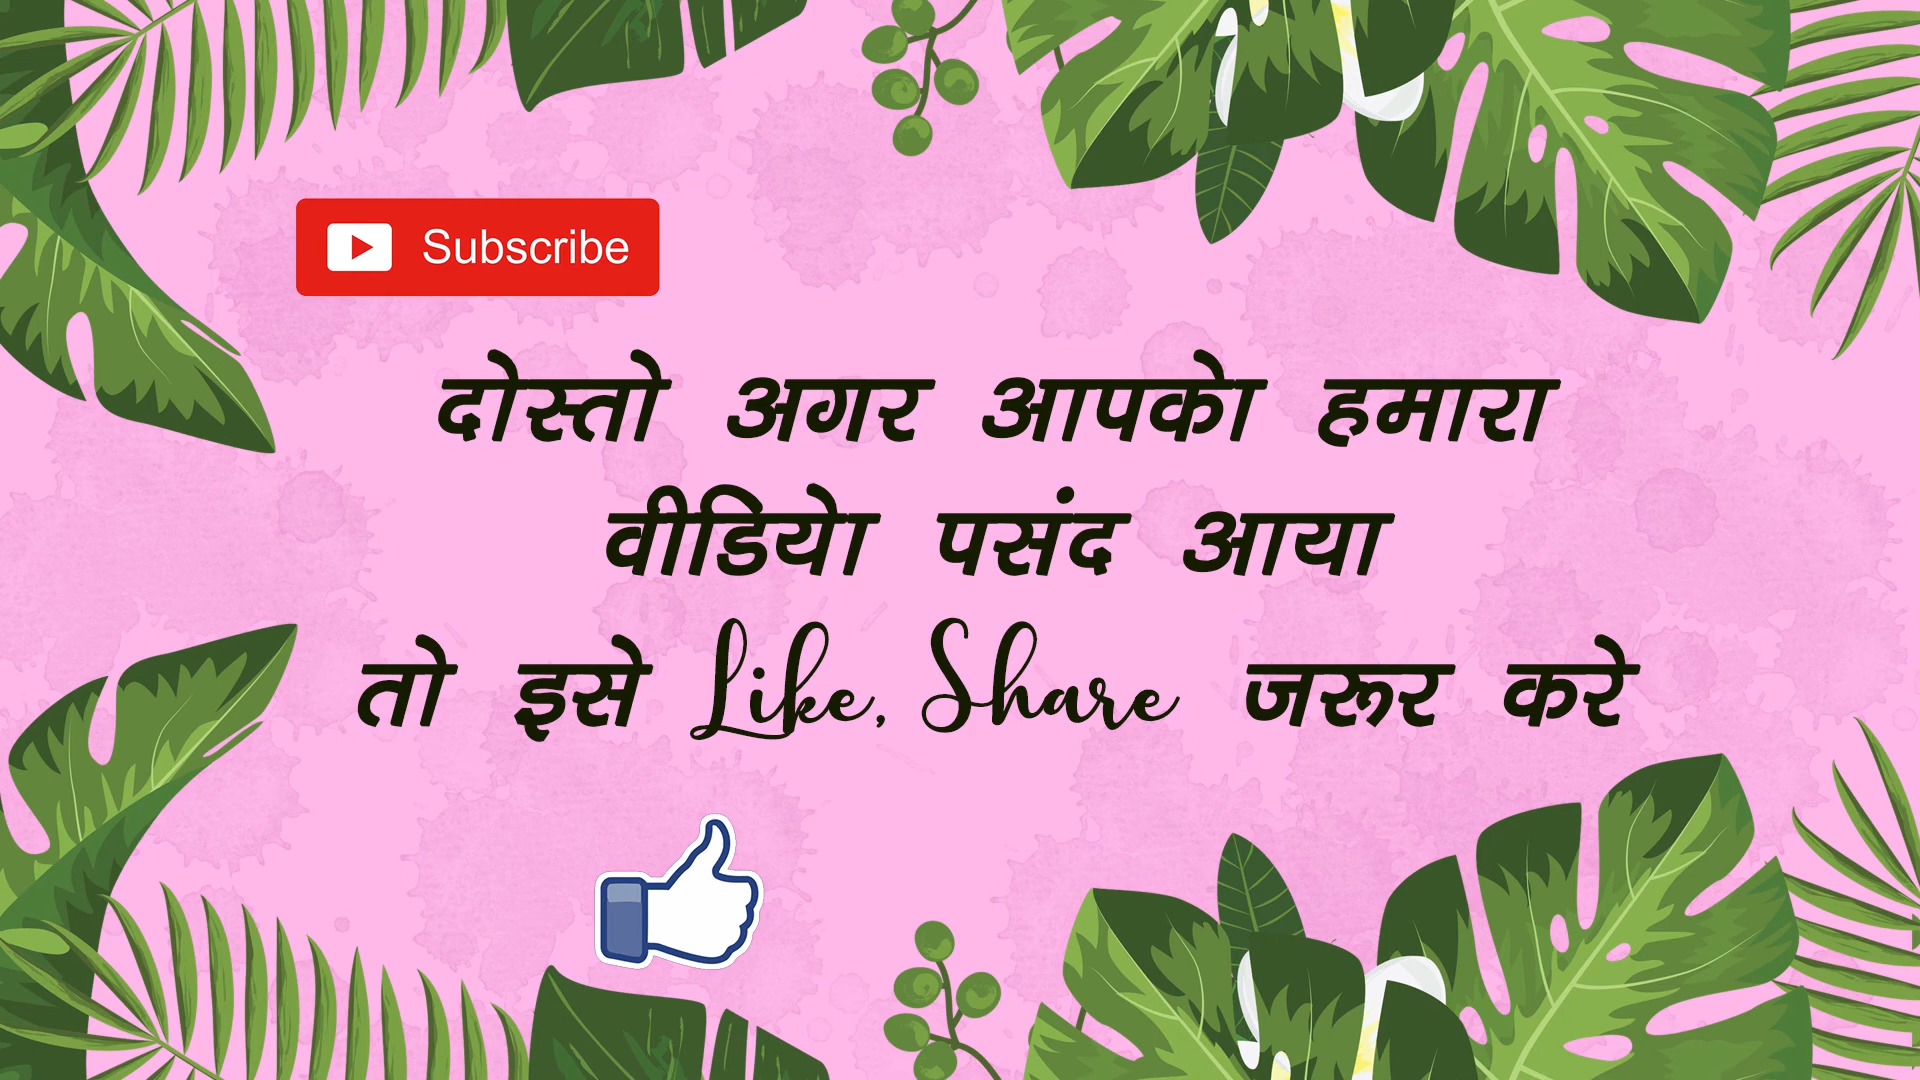 Subscribe
दोस्तो अगर आपको हमारा
वीडियो पसंद आया
तो इसे Like, Share जरूर करे